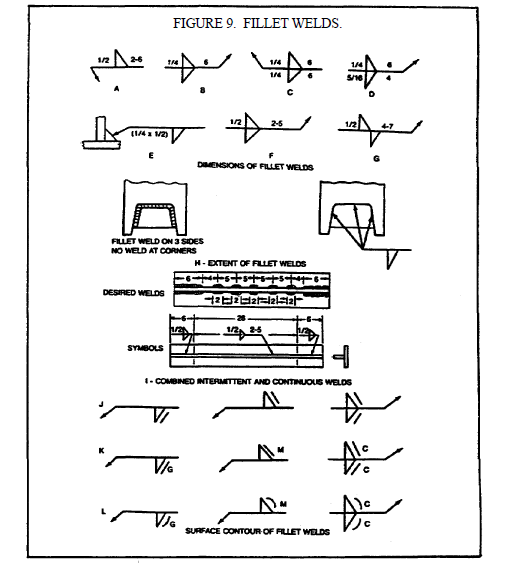 FIGURE 9. FILLET WELDS.
1/2 2-6
1/4 6
1/4 6
1/4 6
1/4 6
5/16 4
A B C D
(1/4 x 1/2)
1/2 2-5
1/2 4-7
E F G
DIMENSIONS OF FILLET WELDS
FILLET WELD ON 3 SIDES
NO WELD AT CORNERS
H - EXTENT OF FILLET WELDS
DESIRED WELDS
6 4 5 5 5 5 4 6
2 2 2 2 2
6 28 6
1/2 1/2 2-5 1/2
SYMBOLS
I - COMBINED INTERMITTENT AND CONTINUOUS WELDS
J
K
G
M
C
C
L
G
M
C
C
SURFACE CONTOUR OF FILLET WELDS